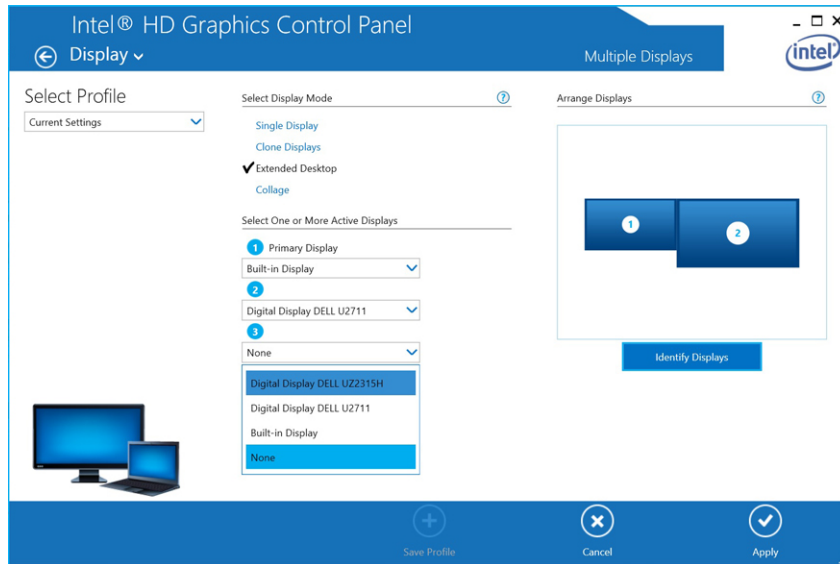 Intel® HD Graphics Control Panel
Display
Multiple Displays
intel
Select Profile
Current Settings
Select Display Mode
?
Single Display
Clone Displays
Extended Desktop
Collage
Select One or More Active Displays
1 Primary Display
Built-in Display
2
Digital Display DELL U2711
3
None
Digital Display DELL UZ2315H
Digital Display DELL U2711
Built-in Display
None
Arrange Displays
?
1
2
Identify Displays
Save Profile
Cancel
Apply